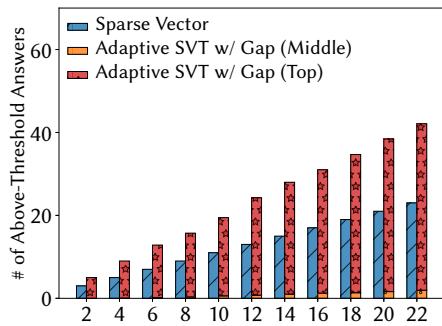 Sparse Vector
Adaptive SVT w/ Gap (Middle)
Adaptive SVT w/ Gap (Top)
# of Above-Threshold Answers
60
40
20
0
2 4 6 8 10 12 14 16 18 20 22